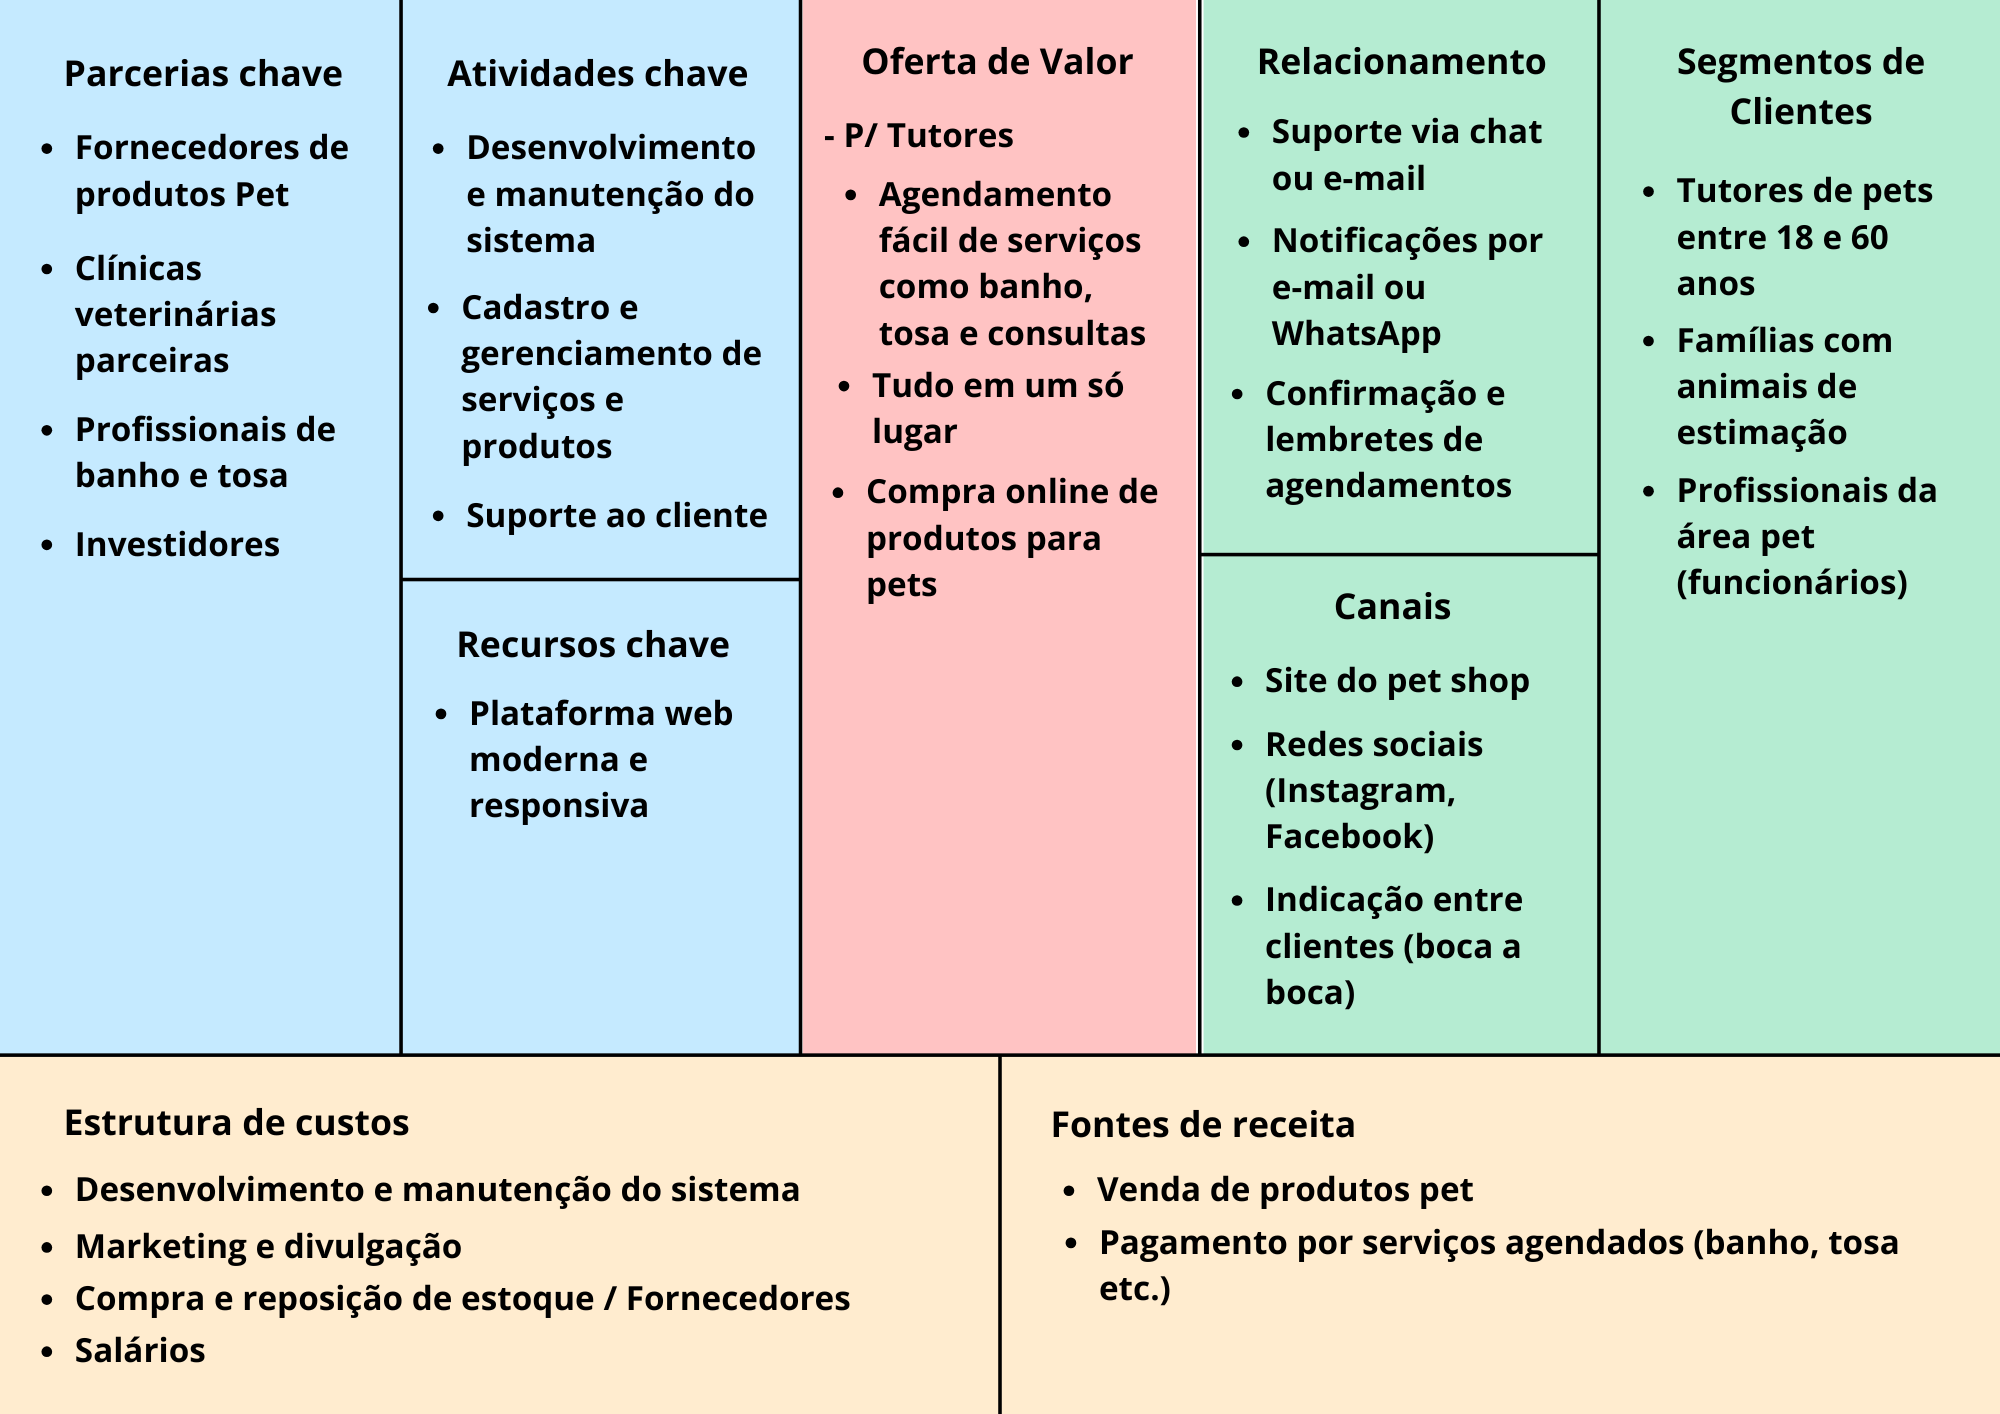 Parcerias chave
• Fornecedores de
produtos Pet
• Clínicas
veterinárias
parceiras
• Profissionais de
banho e tosa
• Investidores
Atividades chave
• Desenvolvimento
e manutenção do
sistema
• Cadastro e
gerenciamento de
serviços e
produtos
• Suporte ao cliente
Recursos chave
• Plataforma web
moderna e
responsiva
Oferta de Valor
- P/ Tutores
• Agendamento
fácil de serviços
como banho,
tosa e consultas
• Tudo em um só
lugar
• Compra online de
produtos para
pets
Relacionamento
• Suporte via chat
ou e-mail
• Notificações por
e-mail ou
WhatsApp
• Confirmação e
lembretes de
agendamentos
Canais
• Site do pet shop
• Redes sociais
(Instagram,
Facebook)
• Indicação entre
clientes (boca a
boca)
Segmentos de
Clientes
• Tutores de pets
entre 18 e 60
anos
• Famílias com
animais de
estimação
• Profissionais da
área pet
(funcionários)
Estrutura de custos
• Desenvolvimento e manutenção do sistema
• Marketing e divulgação
• Compra e reposição de estoque / Fornecedores
• Salários
Fontes de receita
• Venda de produtos pet
• Pagamento por serviços agendados (banho, tosa
etc.)